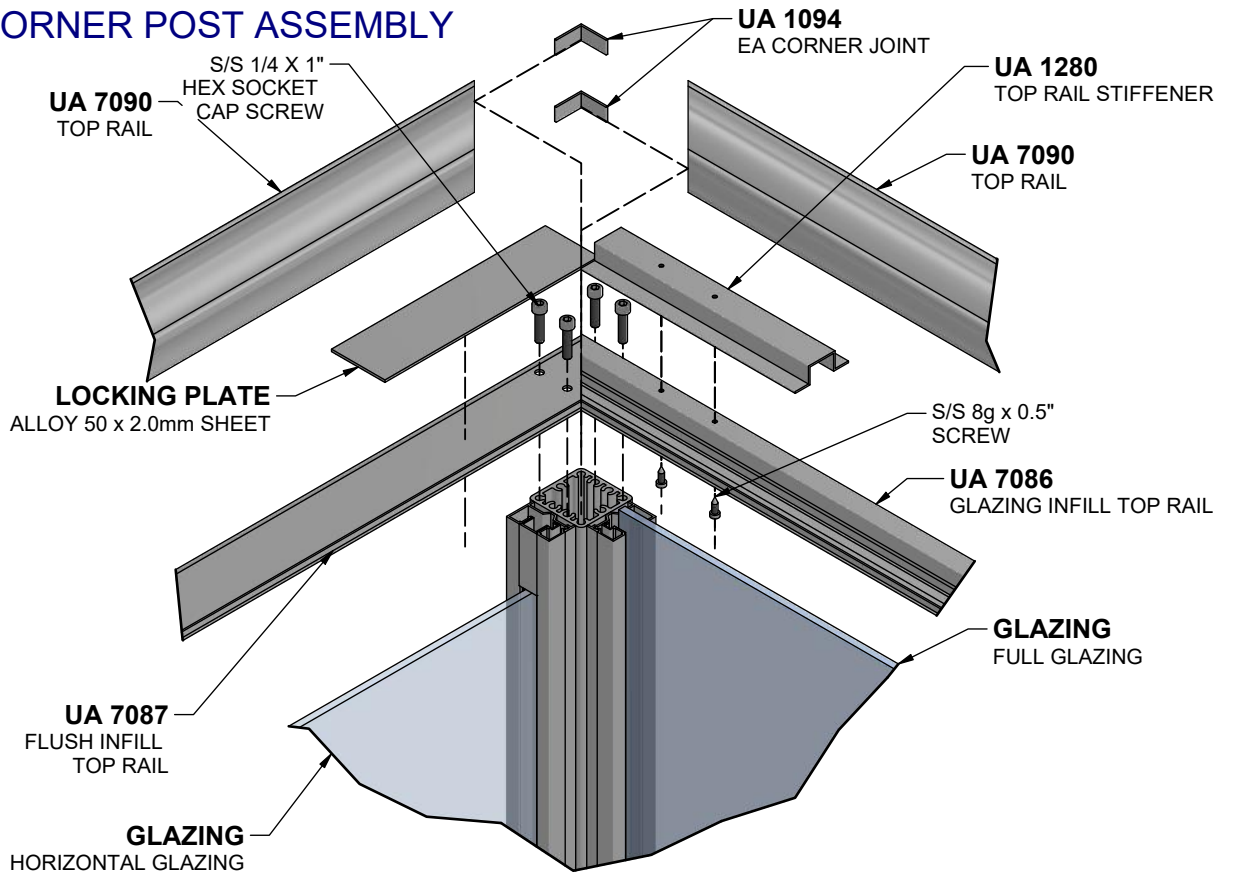 ORNER POST ASSEMBLY
UA 1094
EA CORNER JOINT
S/S 1/4 X 1"
HEX SOCKET
CAP SCREW
UA 7090
TOP RAIL
UA 1280
TOP RAIL STIFFENER
UA 7090
TOP RAIL
LOCKING PLATE
ALLOY 50 x 2.0mm SHEET
S/S 8g x 0.5"
SCREW
UA 7086
GLAZING INFILL TOP RAIL
GLAZING
FULL GLAZING
UA 7087
FLUSH INFILL
TOP RAIL
GLAZING
HORIZONTAL GLAZING